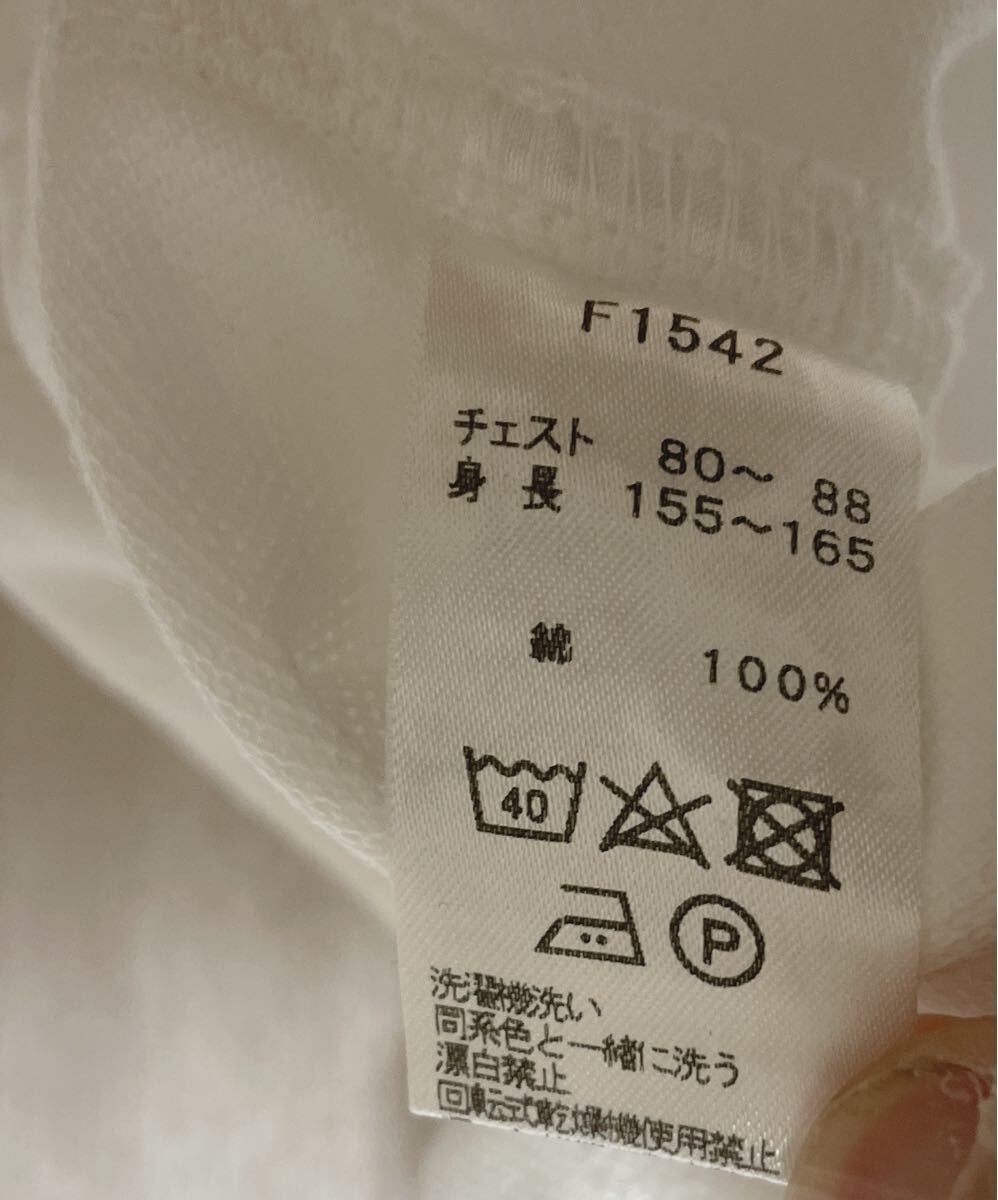 F1542
チェスト 80～ 88
身長 155～165
綿 100%
40
P
洗濯機洗い
同系色と一緒に洗う
漂白禁止
回転式乾燥機使用禁止